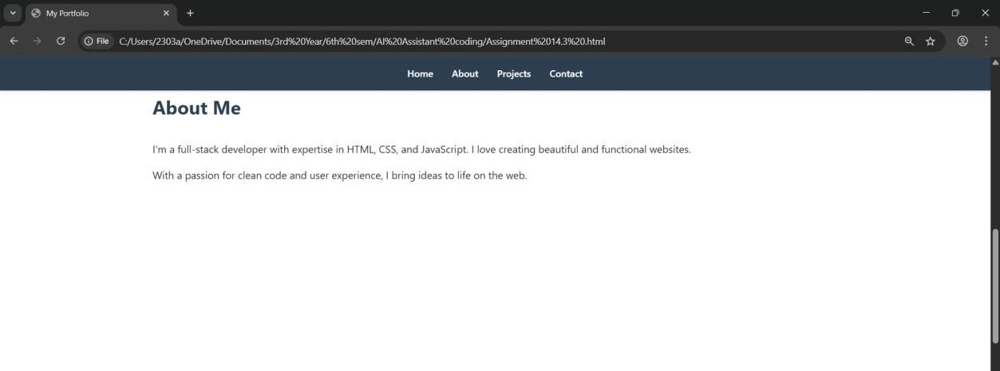 My Portfolio
File C:/Users/2303a/OneDrive/Documents/3rd%20Year/6th%20sem/AI%20Assistant%20coding/Assignment%2014.3%20.html
Home About Projects Contact
About Me
I'm a full-stack developer with expertise in HTML, CSS, and JavaScript. I love creating beautiful and functional websites.
With a passion for clean code and user experience, I bring ideas to life on the web.